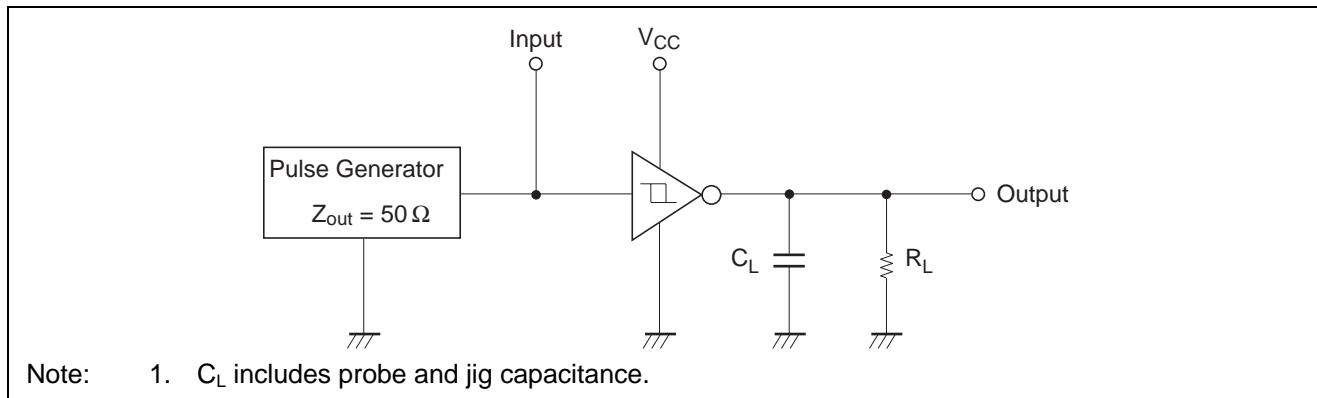 Input
V_CC
Pulse Generator
Z_out = 50 Ω
Output
C_L
R_L
Note: 1. C_L includes probe and jig capacitance.